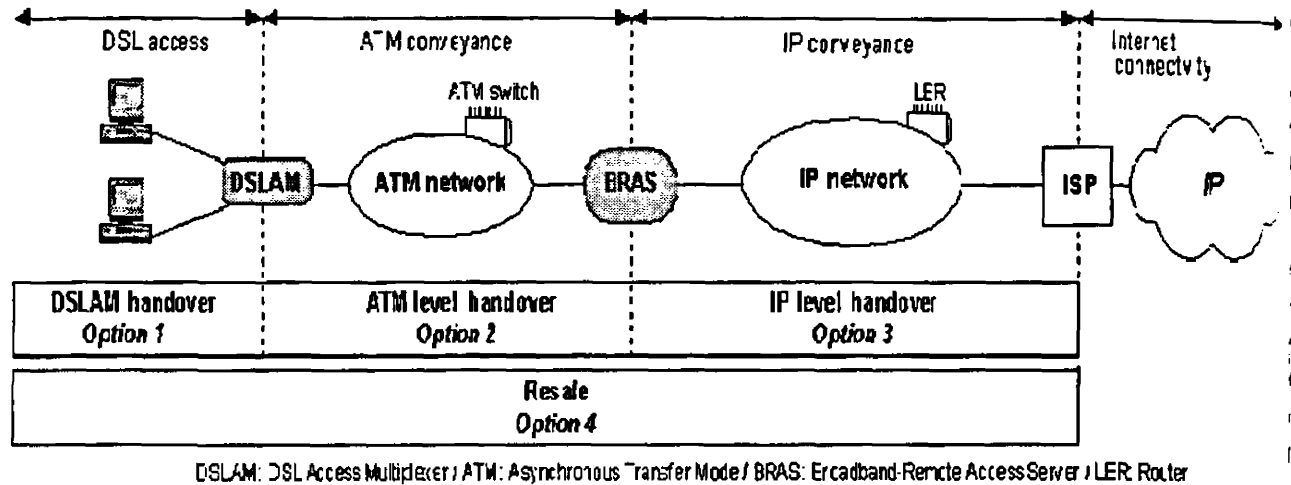 DSL access
ATM conveyance
IP conveyance
Internet
connectivity
ATM switch
LER
DSLAM
ATM network
BRAS
IP network
ISP
IP
DSLAM handover
Option 1
ATM level handover
Option 2
IP level handover
Option 3
Resale
Option 4
DSLAM: DSL Access Multiplexer / ATM: Asynchronous Transfer Mode / BRAS: Broadband-Remote Access Server / LER: Router